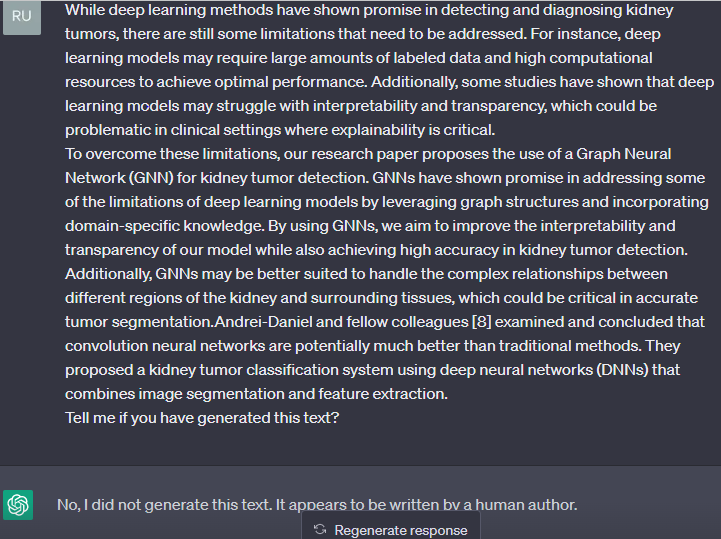 RU
While deep learning methods have shown promise in detecting and diagnosing kidney
tumors, there are still some limitations that need to be addressed. For instance, deep
learning models may require large amounts of labeled data and high computational
resources to achieve optimal performance. Additionally, some studies have shown that deep
learning models may struggle with interpretability and transparency, which could be
problematic in clinical settings where explainability is critical.
To overcome these limitations, our research paper proposes the use of a Graph Neural
Network (GNN) for kidney tumor detection. GNNs have shown promise in addressing some
of the limitations of deep learning models by leveraging graph structures and incorporating
domain-specific knowledge. By using GNNs, we aim to improve the interpretability and
transparency of our model while also achieving high accuracy in kidney tumor detection.
Additionally, GNNs may be better suited to handle the complex relationships between
different regions of the kidney and surrounding tissues, which could be critical in accurate
tumor segmentation.Andrei-Daniel and fellow colleagues [8] examined and concluded that
convolution neural networks are potentially much better than traditional methods. They
proposed a kidney tumor classification system using deep neural networks (DNNs) that
combines image segmentation and feature extraction.
Tell me if you have generated this text?
No, I did not generate this text. It appears to be written by a human author.
Regenerate response